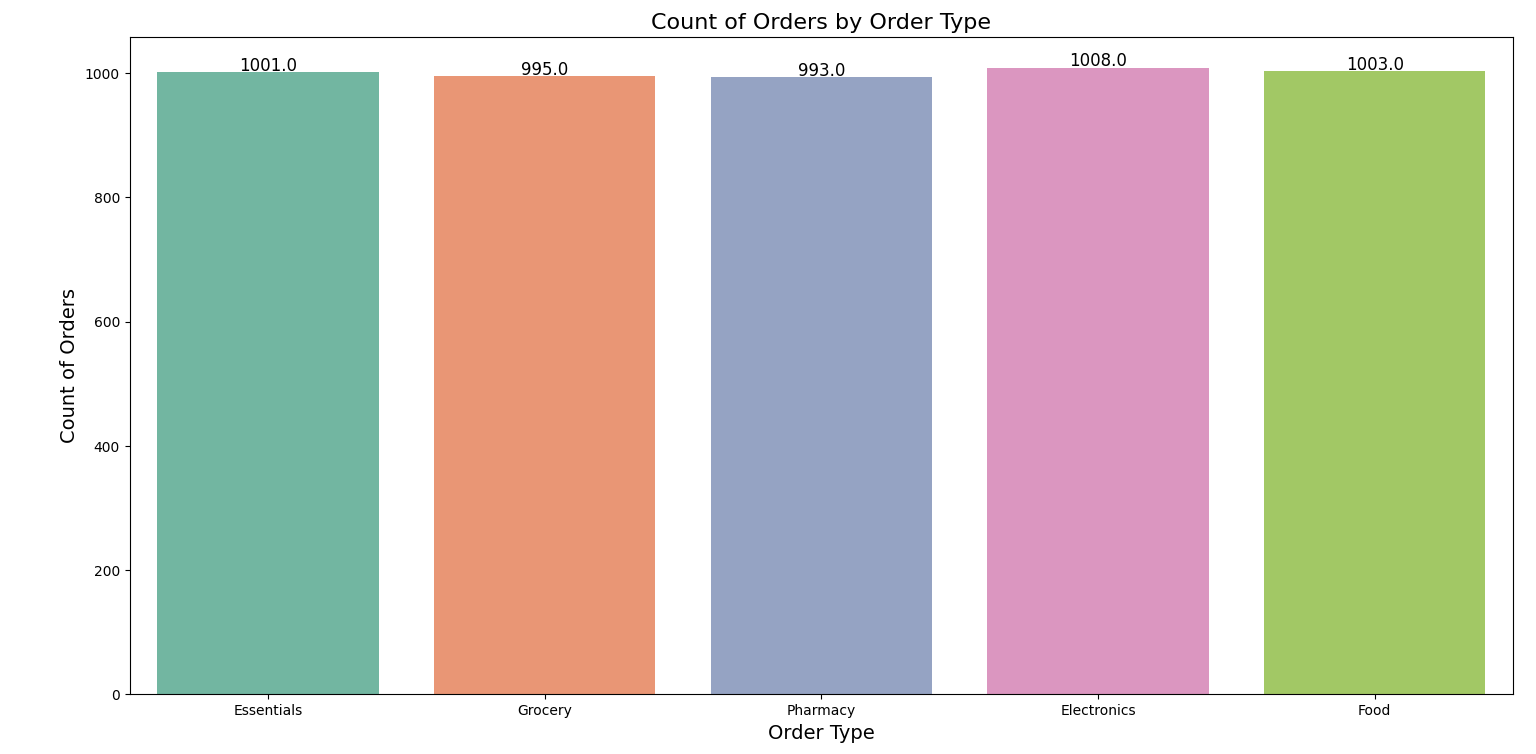 Count of Orders by Order Type
1001.0 995.0 993.0 1008.0 1003.0
1000
800
600
400
200
0
Count of Orders
Essentials Grocery Pharmacy Electronics Food
Order Type